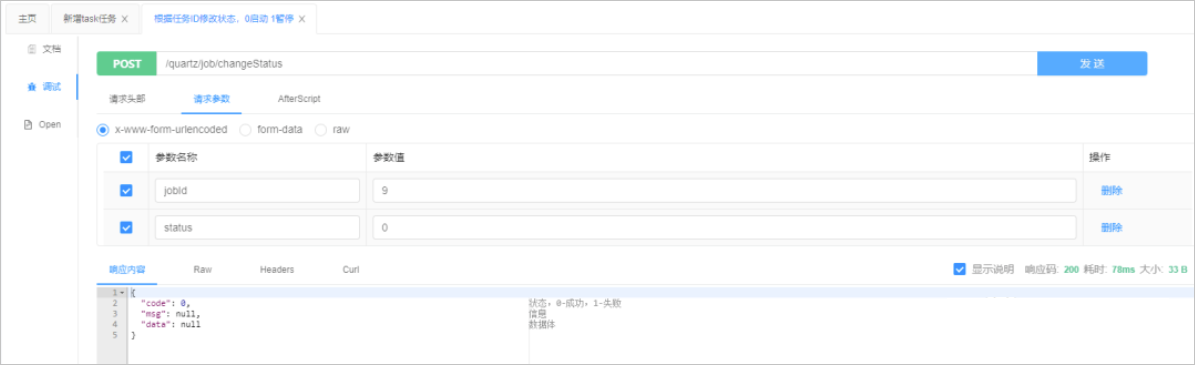 主页 新增task任务 × 根据任务ID修改状态，0启动 1暂停 ×
文档
调试
Open
POST /quartz/job/changeStatus 发 送
请求头部 请求参数 AfterScript
x-www-form-urlencoded form-data raw
参数名称 参数值 操作
jobId 9 删除
status 0 删除
响应内容 Raw Headers Curl 显示说明 响应码: 200 耗时: 78ms 大小: 33 B
1 {
2 "code": 0, 状态，0-成功，1-失败
3 "msg": null, 信息
4 "data": null 数据体
5 }